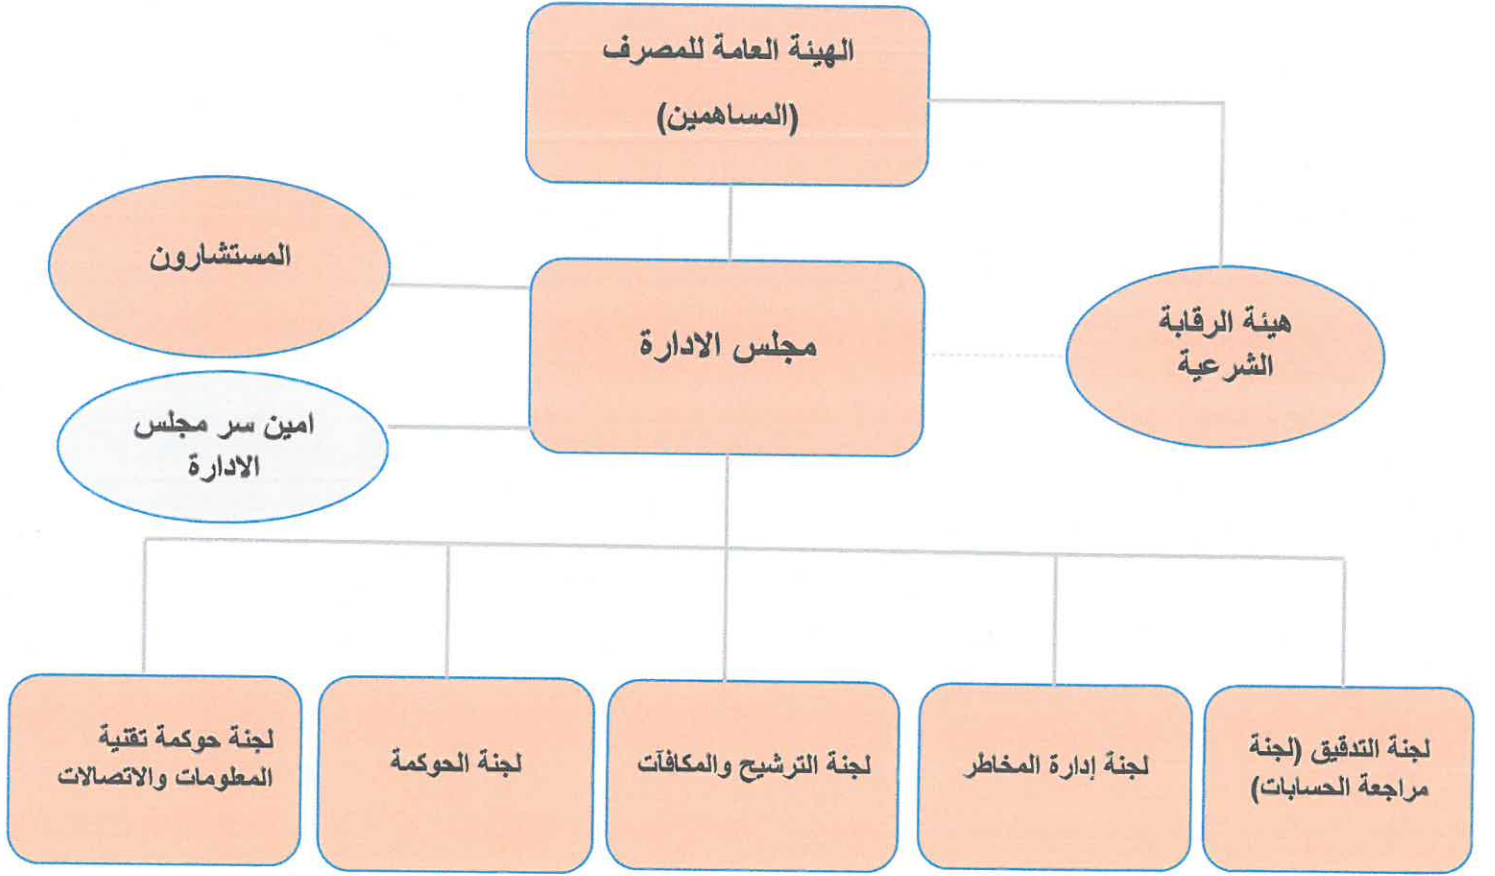 الهيئة العامة للمصرف
(المساهمين)
المستشارون
مجلس الادارة
هيئة الرقابة
الشرعية
امين سر مجلس
الادارة
لجنة التدقيق (لجنة
مراجعة الحسابات)
لجنة إدارة المخاطر
لجنة الترشيح والمكافآت
لجنة الحوكمة
لجنة حوكمة تقنية
المعلومات والاتصالات